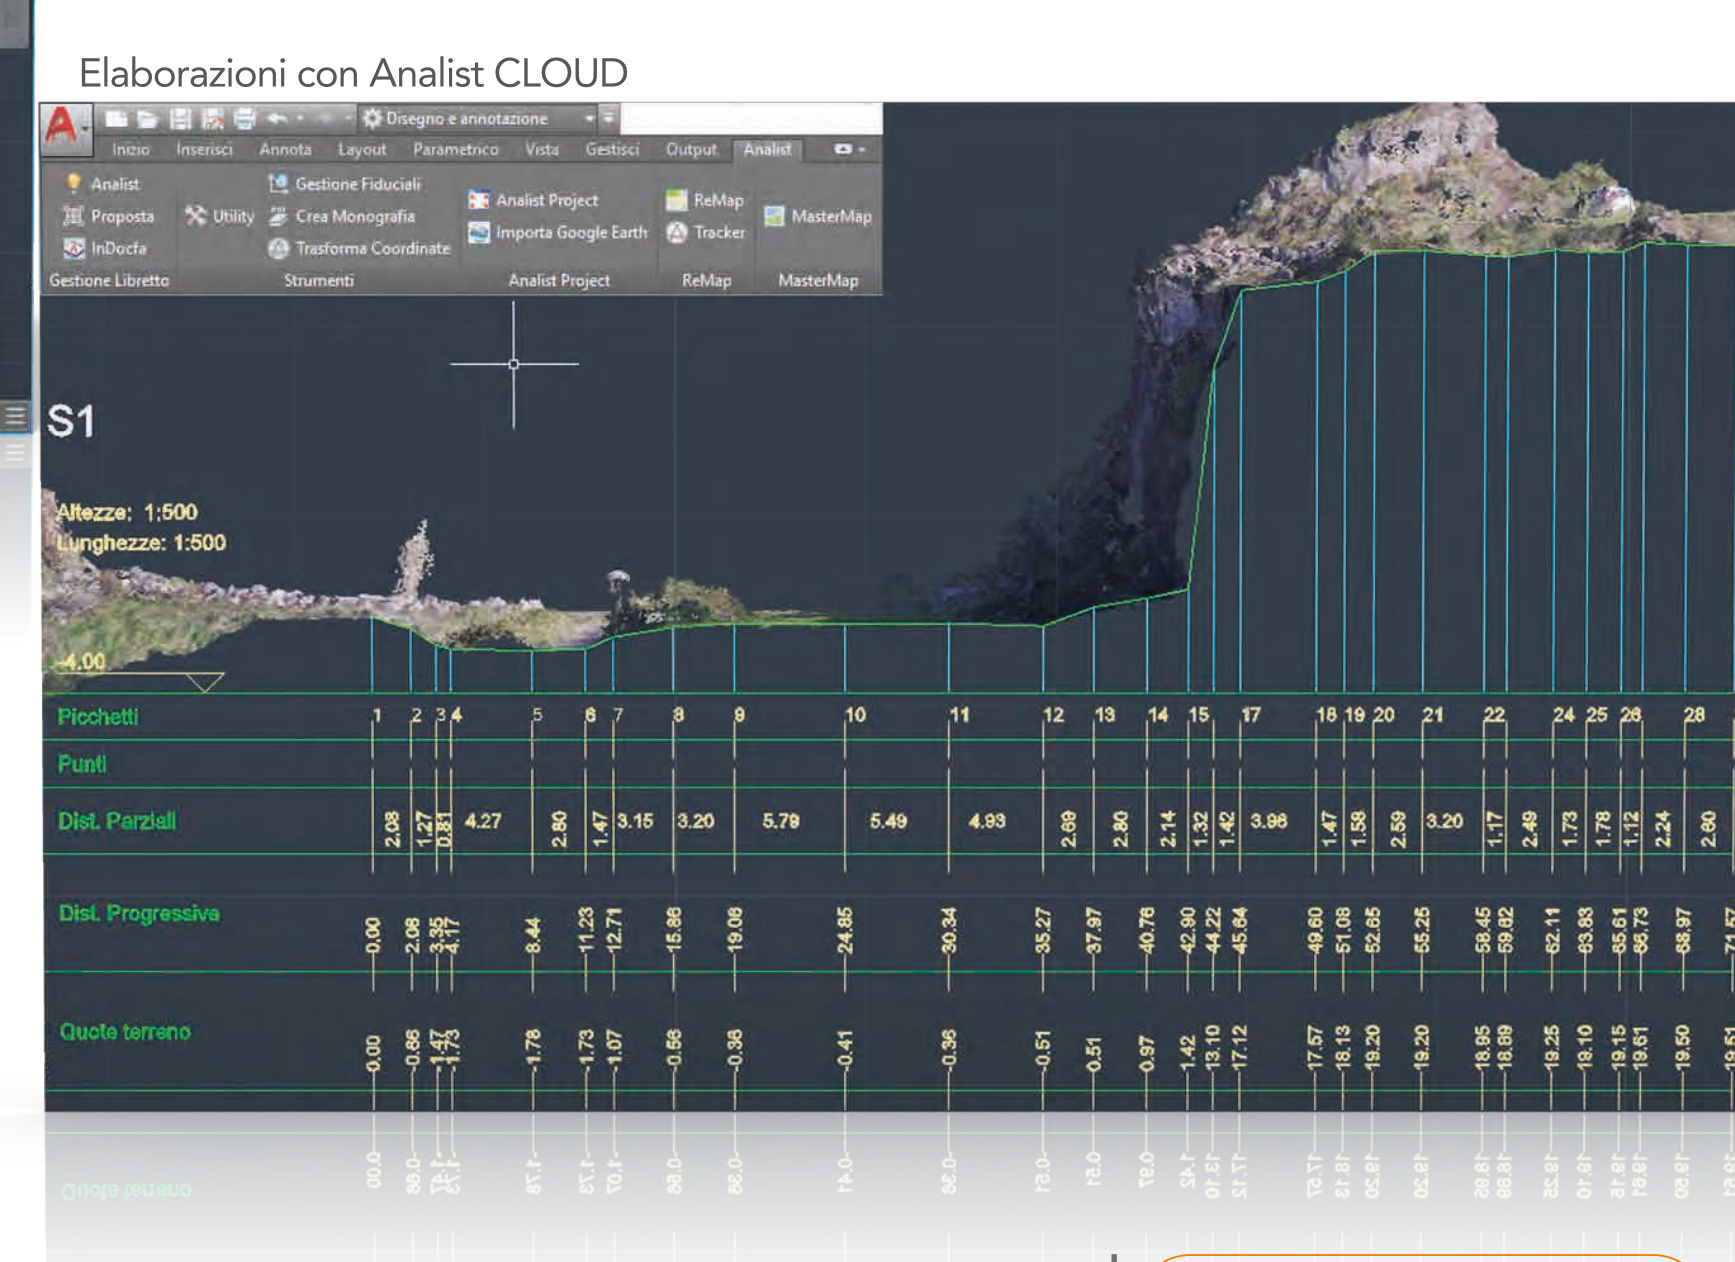 Elaborazioni con Analist CLOUD
Disegno e annotazione
Inizio Inserisci Annota Layout Parametrico Vista Gestisci Output Analist
Analist Gestione Fiduciali Analist Project ReMap
Proposta Utility Crea Monografia MasterMap
InDocfa Trasforma Coordinate Importa Google Earth Tracker
Gestione Libretto Strumenti Analist Project ReMap MasterMap
S1
Altezze: 1:500
Lunghezze: 1:500
-4.00
Picchetti 1 2 3 4 5 6 7 8 9 10 11 12 13 14 15 17 18 19 20 21 22 24 25 26 28
Punti
Dist. Parziali 2.08 1.27 0.81 4.27 2.80 1.47 3.15 3.20 5.79 5.49 4.93 2.69 2.80 2.14 1.32 1.42 3.96 1.47 1.58 2.59 3.20 1.17 2.49 1.73 1.78 1.12 2.24 2.60
Dist. Progressive 0.00 2.08 3.35 4.17 8.44 11.23 12.71 15.86 19.06 24.85 30.34 35.27 37.97 40.76 42.90 44.22 45.64 49.60 51.08 52.65 55.25 58.45 59.62 62.11 63.83 65.61 66.73 68.97 71.57
Quote terreno 0.00 -0.66 -1.47 -1.73 -1.78 -1.73 -1.07 -0.56 -0.36 -0.41 -0.36 -0.51 0.51 0.97 1.42 13.10 17.12 17.57 18.13 19.20 19.20 18.95 18.89 19.25 19.10 19.15 19.61 19.50